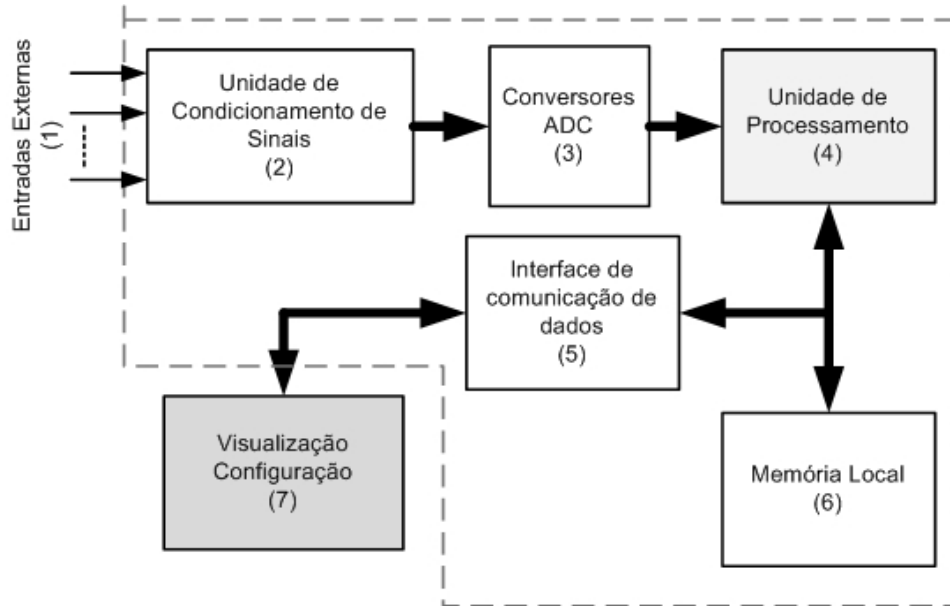 Entradas Externas
(1)
Unidade de
Condicionamento de
Sinais
(2)
Conversores
ADC
(3)
Unidade de
Processamento
(4)
Interface de
comunicação de
dados
(5)
Visualização
Configuração
(7)
Memória Local
(6)